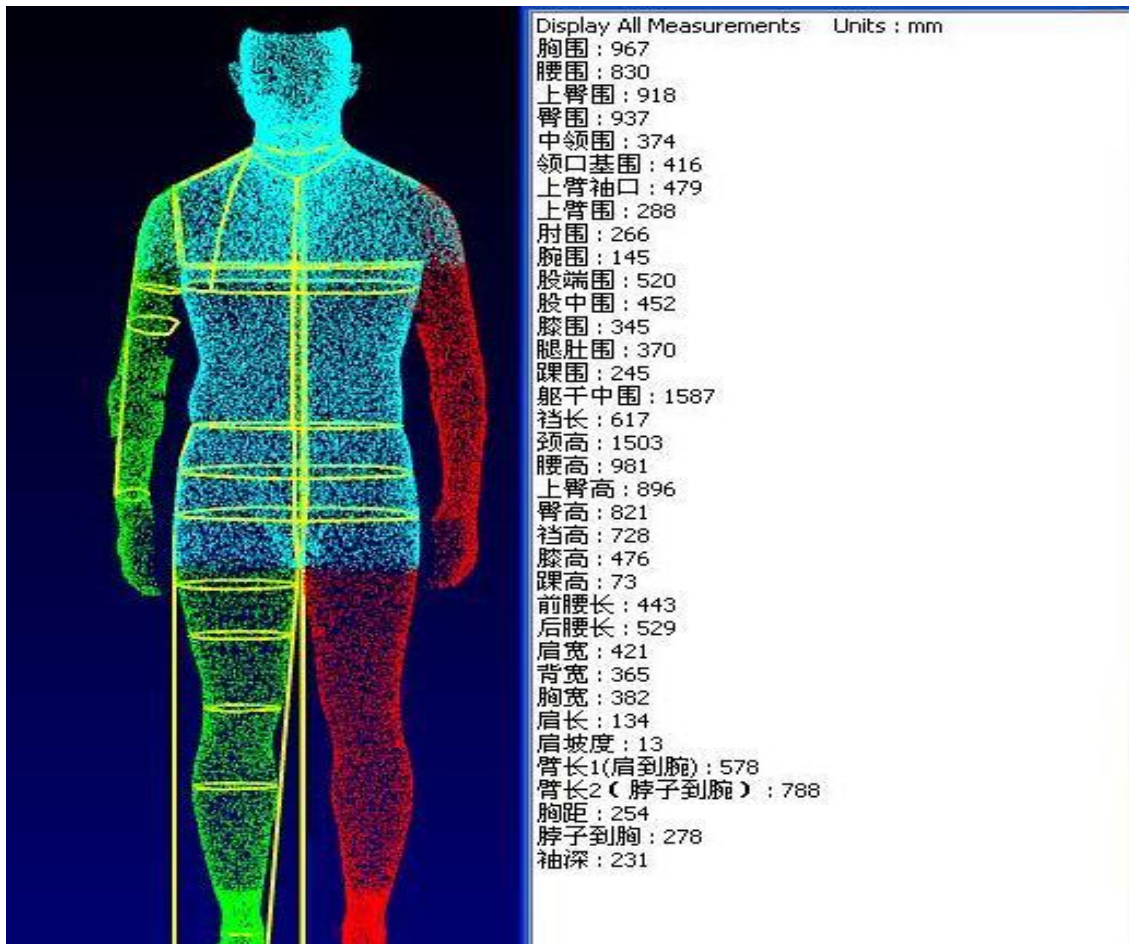 Display All Measurements Units : mm
胸围 : 967
腰围 : 830
上臀围 : 918
臀围 : 937
中领围 : 374
领口基围 : 416
上臂袖口 : 479
上臂围 : 288
肘围 : 266
腕围 : 145
股端围 : 520
股中围 : 452
膝围 : 345
腿肚围 : 370
踝围 : 245
躯干中围 : 1587
裆长 : 617
颈高 : 1503
腰高 : 981
上臀高 : 896
臀高 : 821
裆高 : 728
膝高 : 476
踝高 : 73
前腰长 : 443
后腰长 : 529
肩宽 : 421
背宽 : 365
胸宽 : 382
肩长 : 134
肩坡度 : 13
臂长1(肩到腕) : 578
臂长2（脖子到腕） : 788
胸距 : 254
脖子到胸 : 278
袖深 : 231